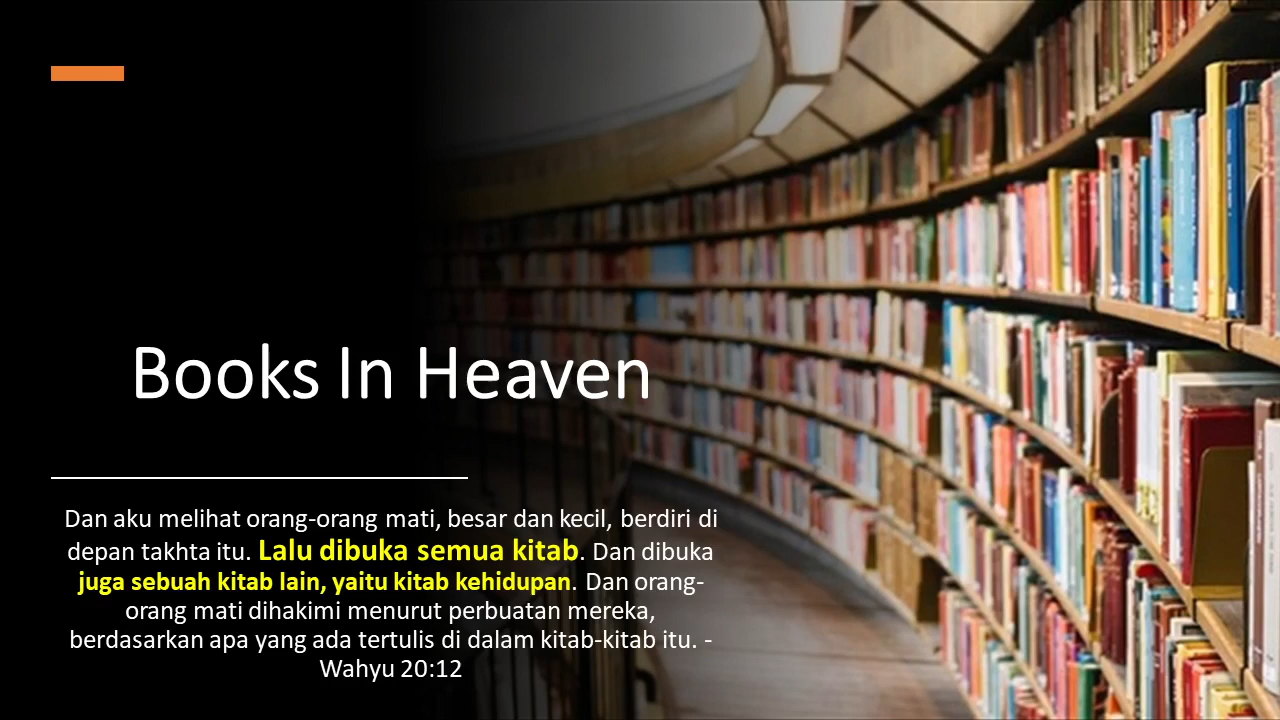 Books In Heaven
Dan aku melihat orang-orang mati, besar dan kecil, berdiri di
depan takhta itu. Lalu dibuka semua kitab. Dan dibuka
juga sebuah kitab lain, yaitu kitab kehidupan. Dan orang-
orang mati dihakimi menurut perbuatan mereka,
berdasarkan apa yang ada tertulis di dalam kitab-kitab itu. -
Wahyu 20:12